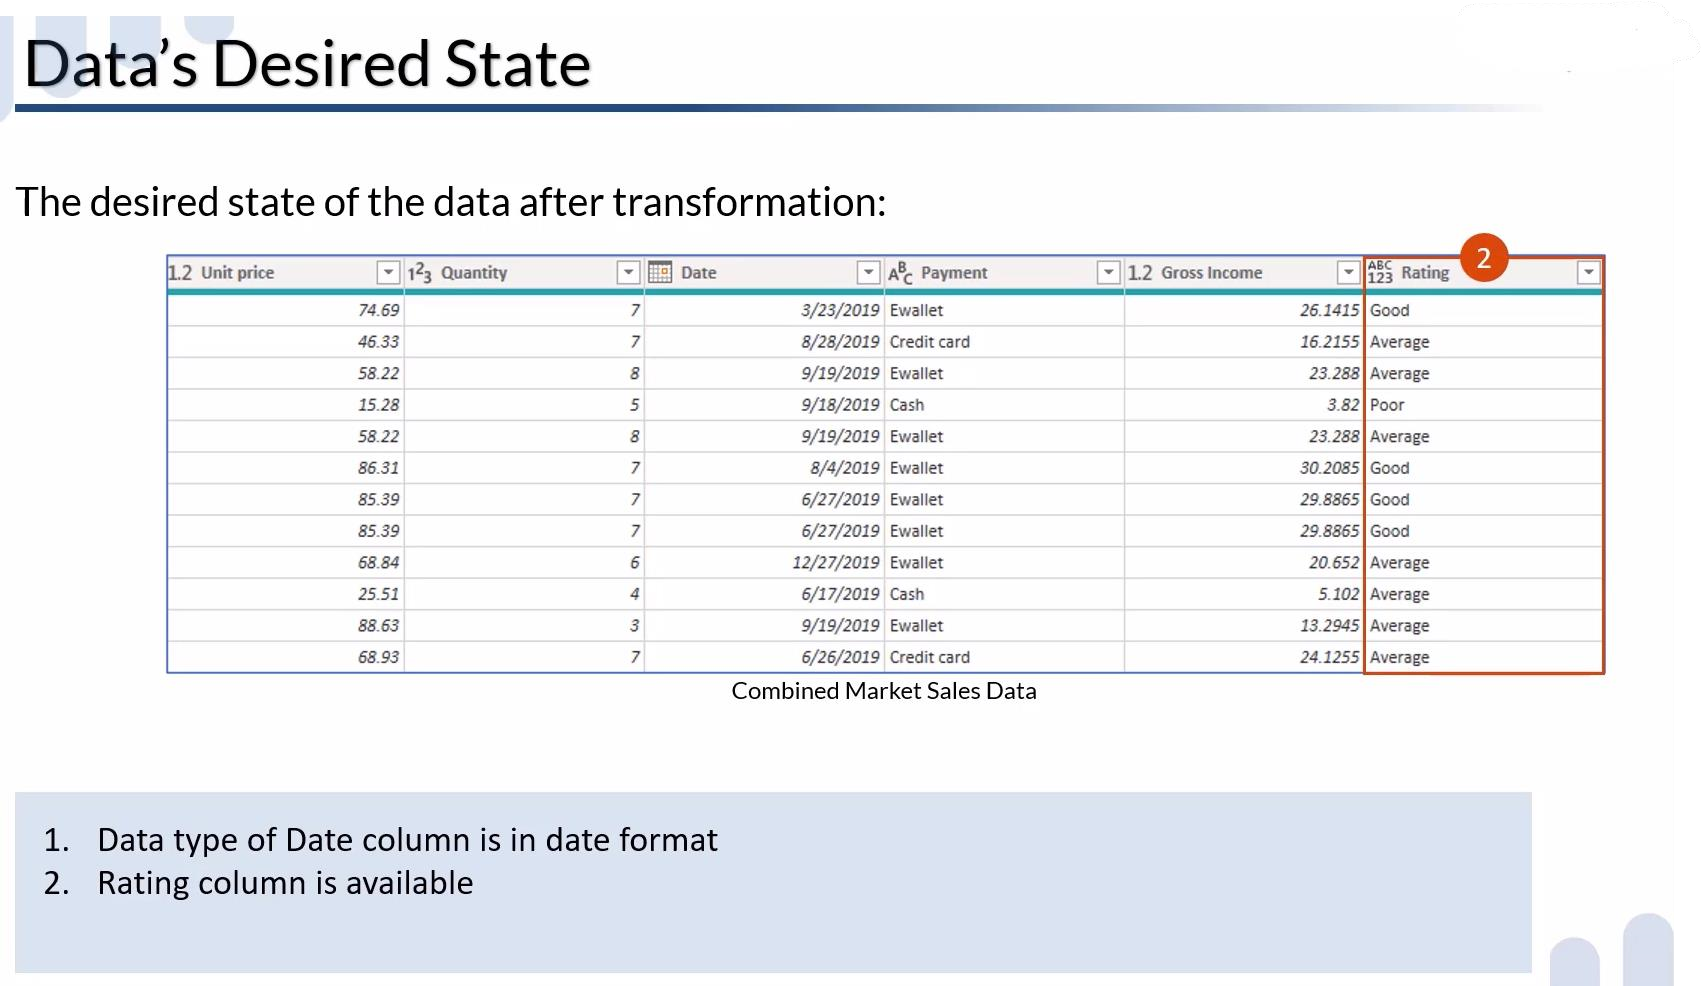 Data's Desired State
The desired state of the data after transformation:
2
1.2 Unit price 1²3 Quantity Date ABC Payment 1.2 Gross Income ABC 123 Rating
74.69 7 3/23/2019 Ewallet 26.1415 Good
46.33 7 8/28/2019 Credit card 16.2155 Average
58.22 8 9/19/2019 Ewallet 23.288 Average
15.28 5 9/18/2019 Cash 3.82 Poor
58.22 8 9/19/2019 Ewallet 23.288 Average
86.31 7 8/4/2019 Ewallet 30.2085 Good
85.39 7 6/27/2019 Ewallet 29.8865 Good
85.39 7 6/27/2019 Ewallet 29.8865 Good
68.84 6 12/27/2019 Ewallet 20.652 Average
25.51 4 6/17/2019 Cash 5.102 Average
88.63 3 9/19/2019 Ewallet 13.2945 Average
68.93 7 6/26/2019 Credit card 24.1255 Average
Combined Market Sales Data
1. Data type of Date column is in date format
2. Rating column is available